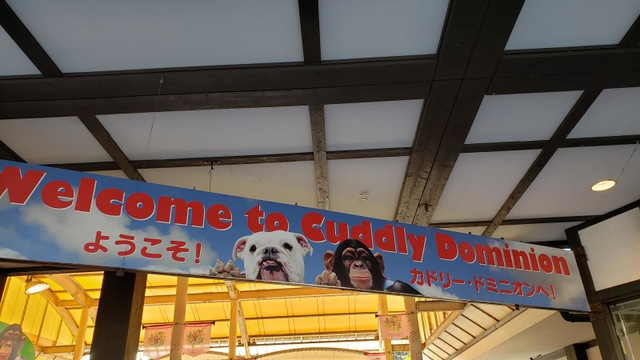 Welcome to Cuddly Dominion
ようこそ! カドリー・ドミニオンへ!